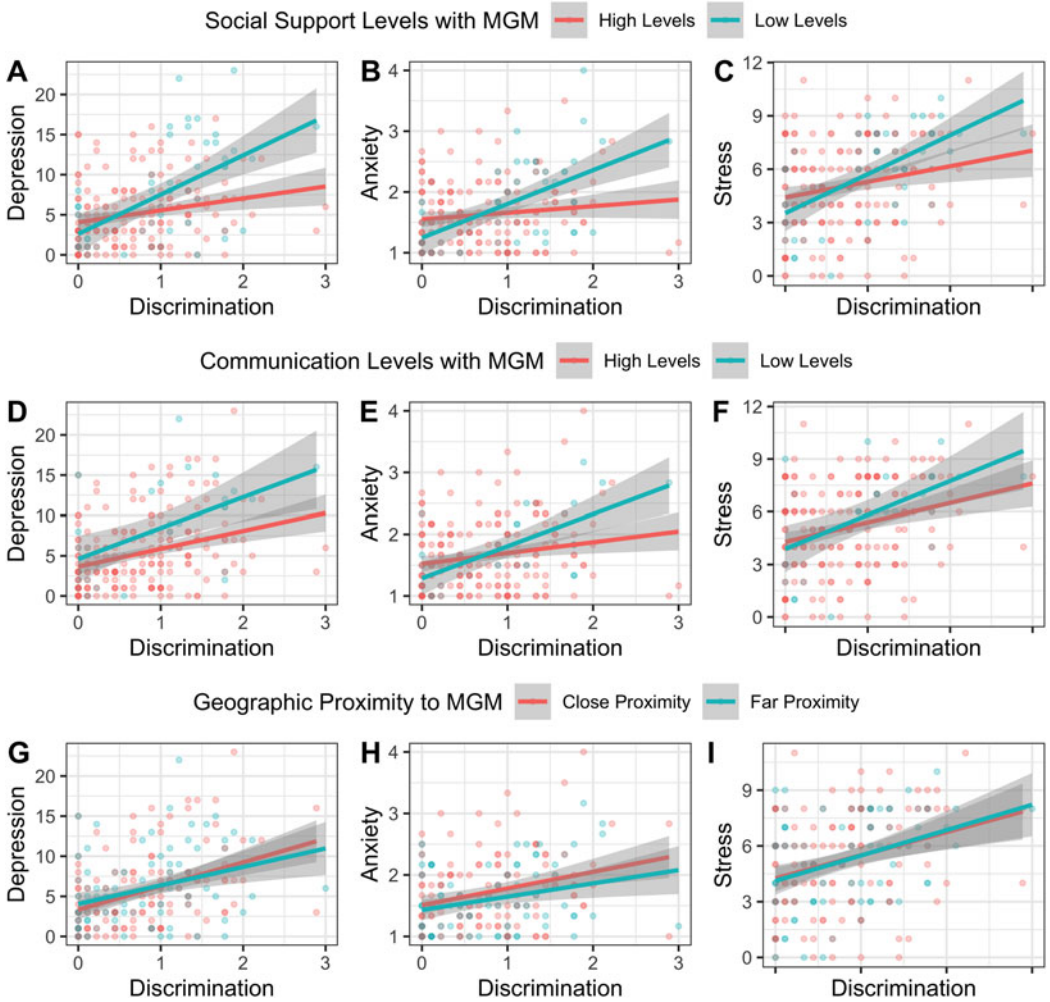 Social Support Levels with MGM High Levels Low Levels
A B C
Depression 20 15 10 5 0
Anxiety 4 3 2 1
Stress 12 9 6 3 0
0 1 2 3 0 1 2 3
Discrimination Discrimination Discrimination
Communication Levels with MGM High Levels Low Levels
D E F
Depression 20 15 10 5 0
Anxiety 4 3 2 1
Stress 12 9 6 3 0
0 1 2 3 0 1 2 3
Discrimination Discrimination Discrimination
Geographic Proximity to MGM Close Proximity Far Proximity
G H I
Depression 20 15 10 5 0
Anxiety 4 3 2 1
Stress 9 6 3 0
0 1 2 3 0 1 2 3
Discrimination Discrimination Discrimination